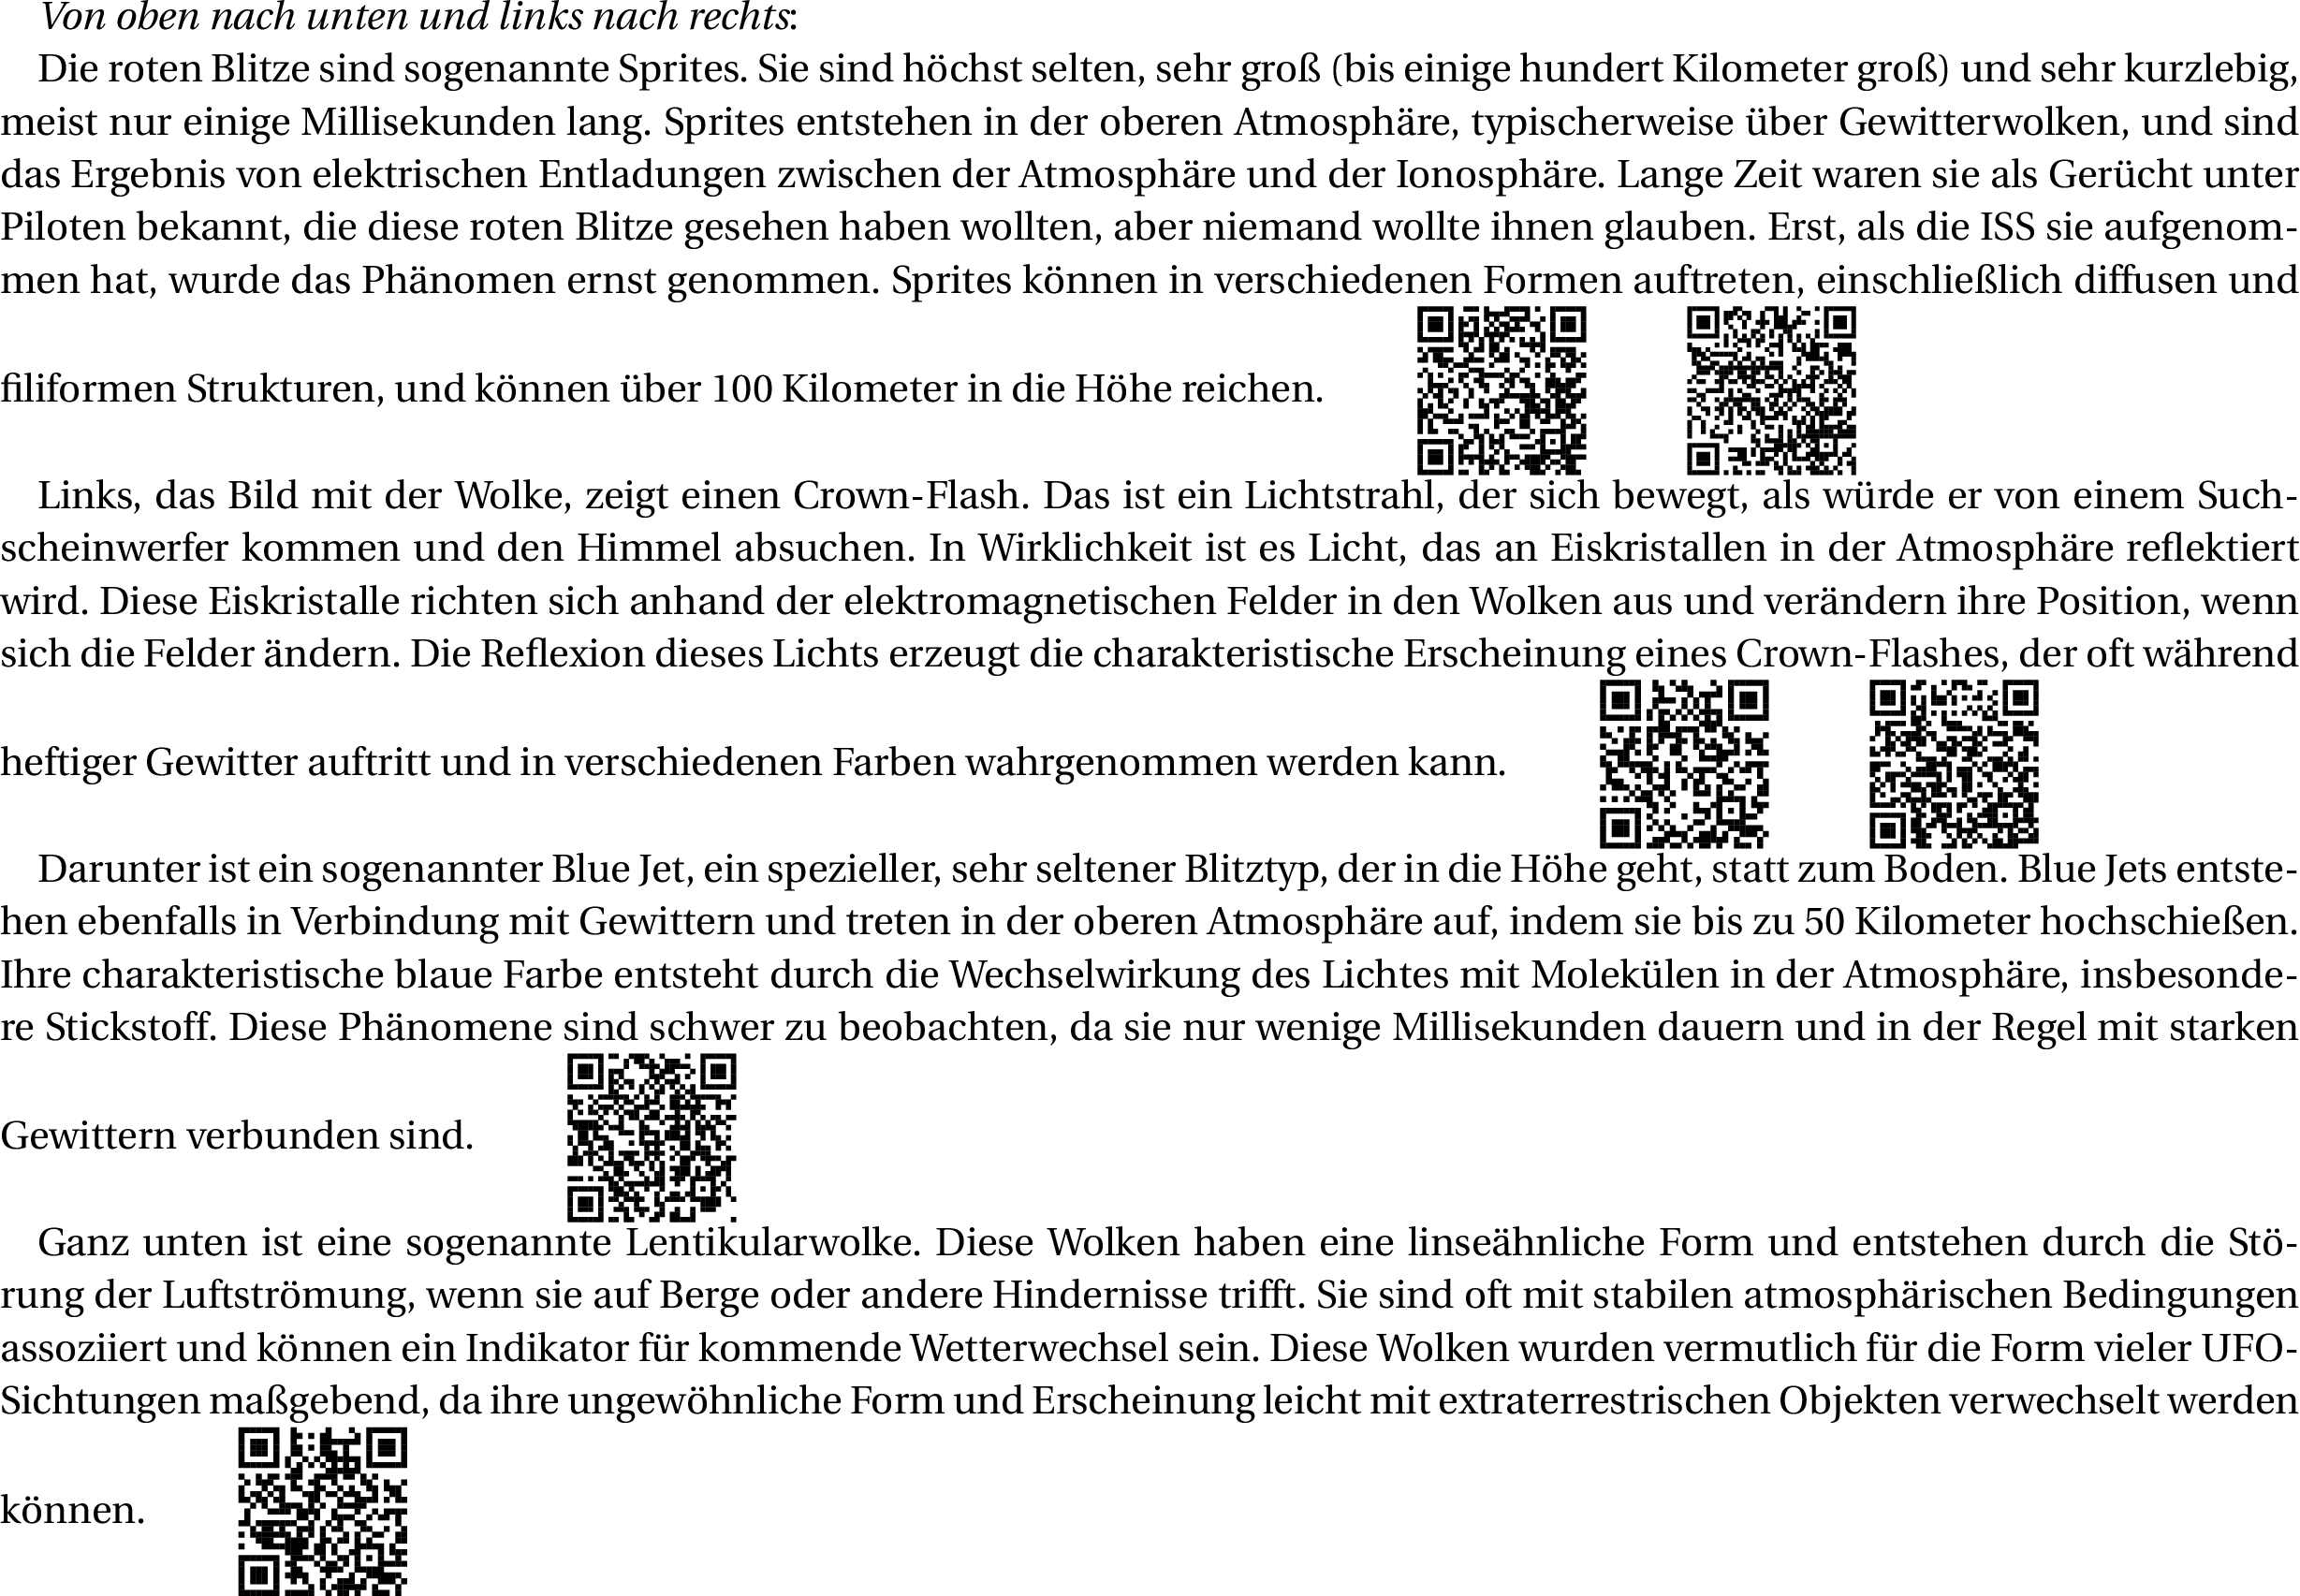 Von oben nach unten und links nach rechts:
Die roten Blitze sind sogenannte Sprites. Sie sind höchst selten, sehr groß (bis einige hundert Kilometer groß) und sehr kurzlebig,
meist nur einige Millisekunden lang. Sprites entstehen in der oberen Atmosphäre, typischerweise über Gewitterwolken, und sind
das Ergebnis von elektrischen Entladungen zwischen der Atmosphäre und der Ionosphäre. Lange Zeit waren sie als Gerücht unter
Piloten bekannt, die diese roten Blitze gesehen haben wollten, aber niemand wollte ihnen glauben. Erst, als die ISS sie aufgenom-
men hat, wurde das Phänomen ernst genommen. Sprites können in verschiedenen Formen auftreten, einschließlich diffusen und
filiformen Strukturen, und können über 100 Kilometer in die Höhe reichen.
Links, das Bild mit der Wolke, zeigt einen Crown-Flash. Das ist ein Lichtstrahl, der sich bewegt, als würde er von einem Such-
scheinwerfer kommen und den Himmel absuchen. In Wirklichkeit ist es Licht, das an Eiskristallen in der Atmosphäre reflektiert
wird. Diese Eiskristalle richten sich anhand der elektromagnetischen Felder in den Wolken aus und verändern ihre Position, wenn
sich die Felder ändern. Die Reflexion dieses Lichts erzeugt die charakteristische Erscheinung eines Crown-Flashes, der oft während
heftiger Gewitter auftritt und in verschiedenen Farben wahrgenommen werden kann.
Darunter ist ein sogenannter Blue Jet, ein spezieller, sehr seltener Blitztyp, der in die Höhe geht, statt zum Boden. Blue Jets entste-
hen ebenfalls in Verbindung mit Gewittern und treten in der oberen Atmosphäre auf, indem sie bis zu 50 Kilometer hochschießen.
Ihre charakteristische blaue Farbe entsteht durch die Wechselwirkung des Lichtes mit Molekülen in der Atmosphäre, insbesonde-
re Stickstoff. Diese Phänomene sind schwer zu beobachten, da sie nur wenige Millisekunden dauern und in der Regel mit starken
Gewittern verbunden sind.
Ganz unten ist eine sogenannte Lentikularwolke. Diese Wolken haben eine linseähnliche Form und entstehen durch die Stö-
rung der Luftströmung, wenn sie auf Berge oder andere Hindernisse trifft. Sie sind oft mit stabilen atmosphärischen Bedingungen
assoziiert und können ein Indikator für kommende Wetterwechsel sein. Diese Wolken wurden vermutlich für die Form vieler UFO-
Sichtungen maßgebend, da ihre ungewöhnliche Form und Erscheinung leicht mit extraterrestrischen Objekten verwechselt werden
können.